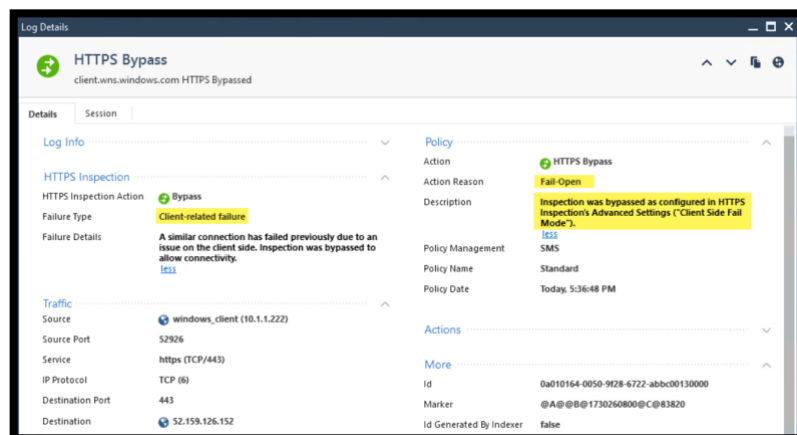 Log Details
HTTPS Bypass
client.wns.windows.com HTTPS Bypassed
Details Session
Log Info
HTTPS Inspection
HTTPS Inspection Action Bypass
Failure Type Client-related failure
Failure Details A similar connection has failed previously due to an
issue on the client side. Inspection was bypassed to
allow connectivity.
less
Traffic
Source windows_client (10.1.1.222)
Source Port 52926
Service https (TCP/443)
IP Protocol TCP (6)
Destination Port 443
Destination 52.159.126.152
Policy
Action HTTPS Bypass
Action Reason Fail-Open
Description Inspection was bypassed as configured in HTTPS
Inspection's Advanced Settings ("Client Side Fail
Mode").
less
Policy Management SMS
Policy Name Standard
Policy Date Today, 5:36:48 PM
Actions
More
Id 0a010164-0050-9f28-6722-abbc00130000
Marker @A@@B@1730260800@C@83820
Id Generated By Indexer false